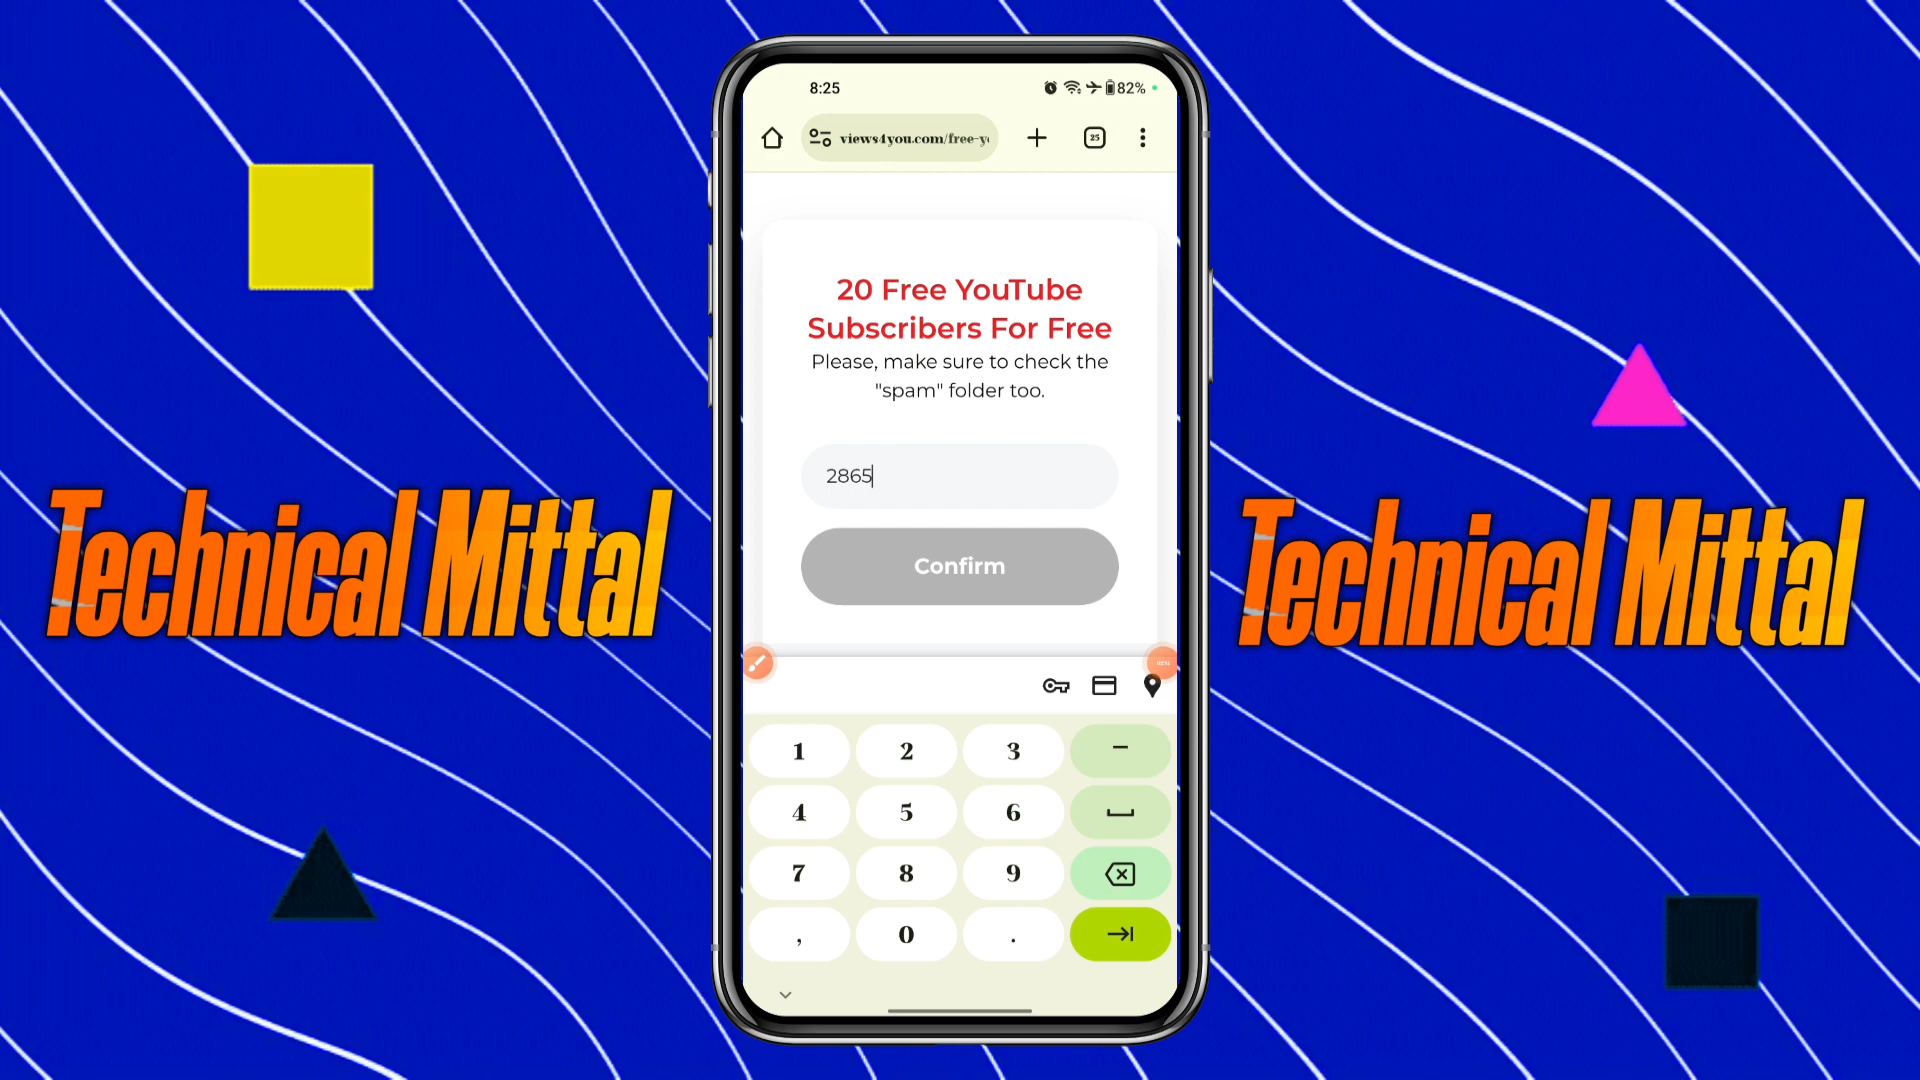 8:25
82%
views4you.com/free-y
25
20 Free YouTube
Subscribers For Free
Please, make sure to check the
"spam" folder too.
2865
Confirm
Technical Mittal
Technical Mittal
1 2 3 –
4 5 6
7 8 9
, 0 .